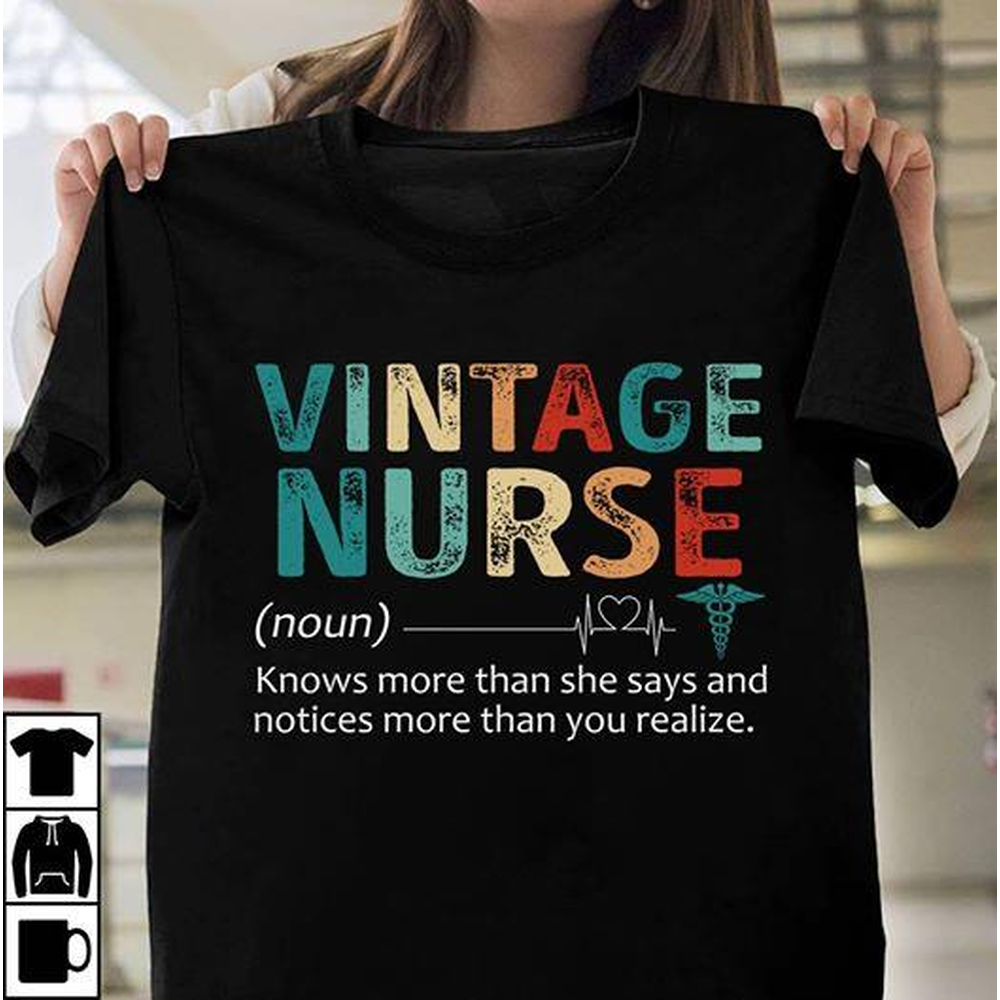 VINTAGE
NURSE
(noun)
Knows more than she says and
notices more than you realize.